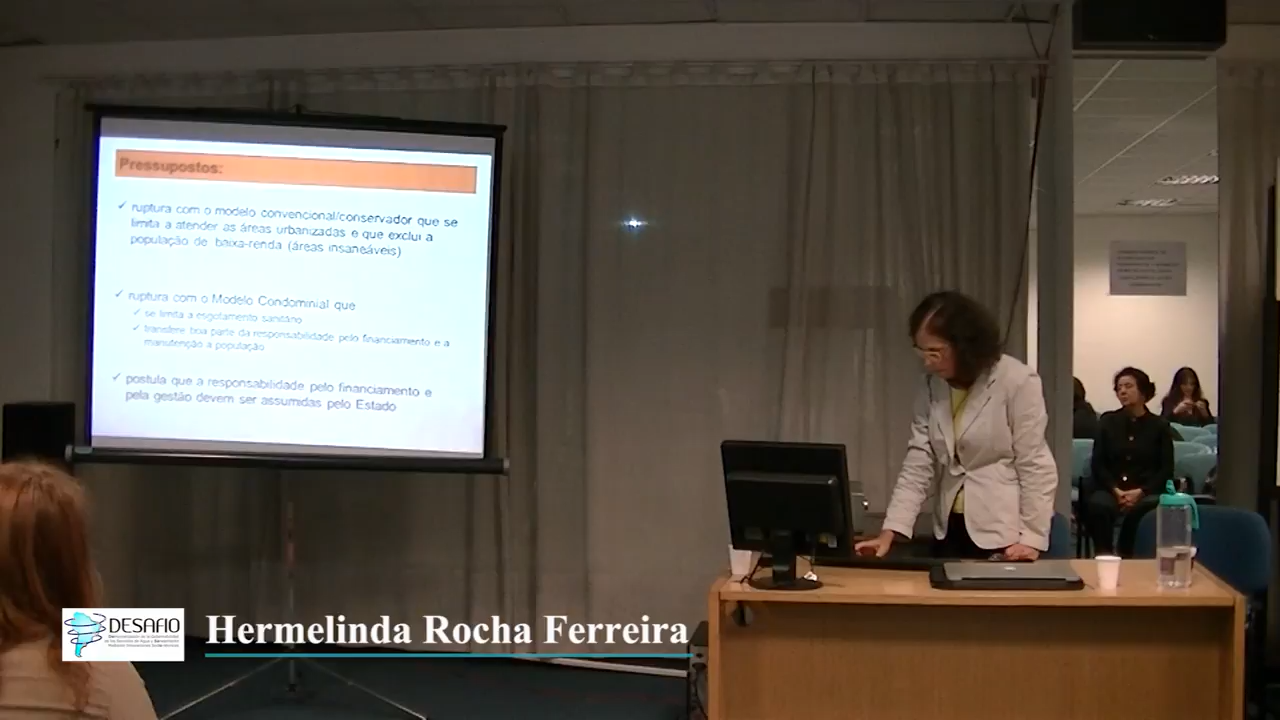 Pressupostos:
✓ ruptura com o modelo convencional/conservador que se
limita a atender as áreas urbanizadas e que exclui a
população de baixa-renda (áreas insaneáveis)
✓ ruptura com o Modelo Condominial que
✓ se limita a esgotamento sanitário
✓ transfere boa parte da responsabilidade pelo financiamento e a
manutenção a população
✓ postula que a responsabilidade pelo financiamento e
pela gestão devem ser assumidas pelo Estado
DESAFIO
Hermelinda Rocha Ferreira